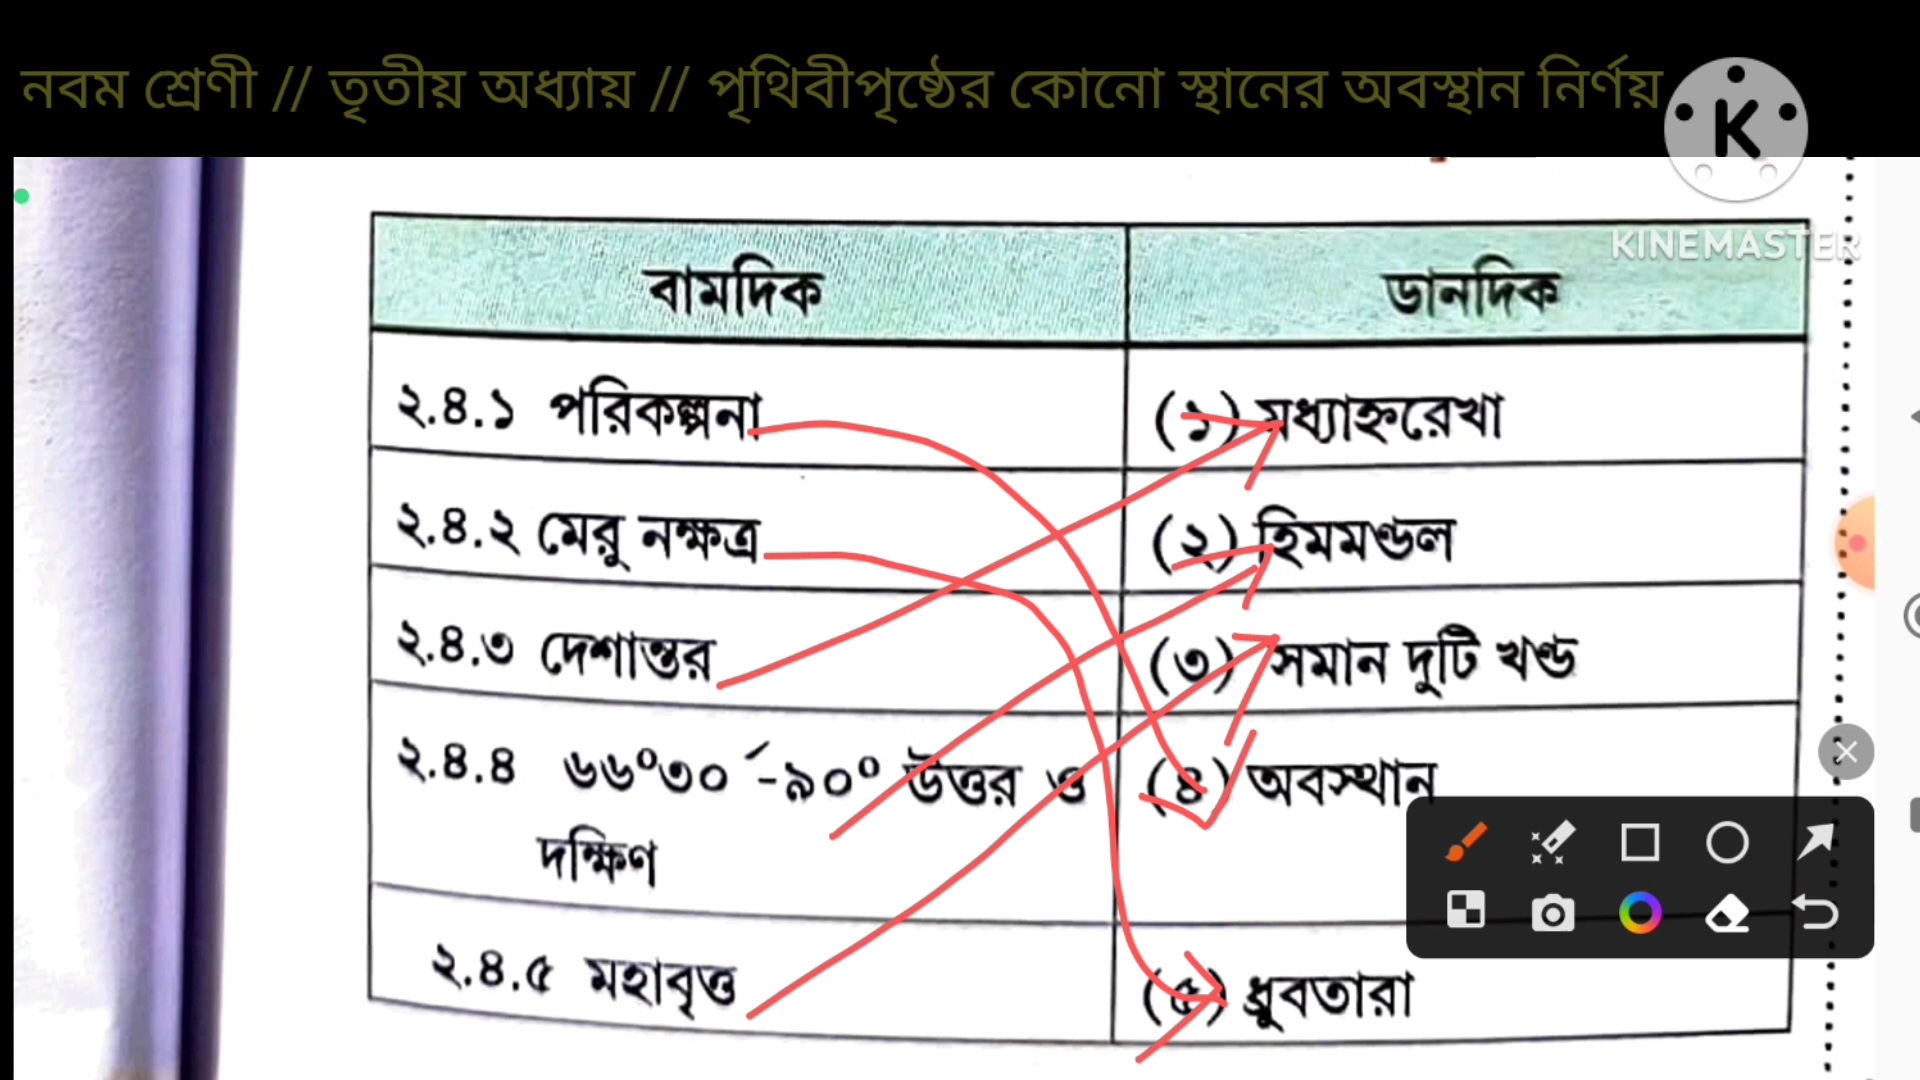 নবম শ্রেণী // তৃতীয় অধ্যায় // পৃথিবীপৃষ্ঠের কোনো স্থানের অবস্থান নির্ণয়
K
KINEMASTER
বামদিক ডানদিক
২.৪.১ পরিকল্পনা (১) মধ্যাহ্নরেখা
২.৪.২ মেরু নক্ষত্র (২) হিমমণ্ডল
২.৪.৩ দেশান্তর (৩) সমান দুটি খণ্ড
২.৪.৪ ৬৬°৩০´-৯০° উত্তর ও (৪) অবস্থান
দক্ষিণ
২.৪.৫ মহাবৃত্ত (৫) ধ্রুবতারা